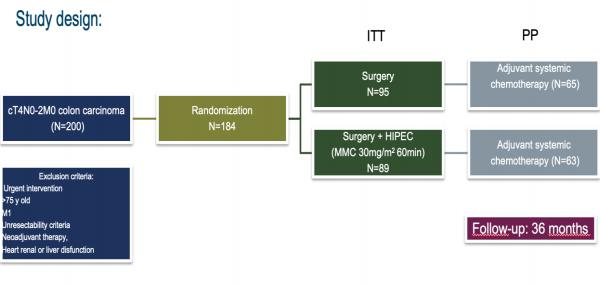 Study design:
ITT
PP
cT4N0-2M0 colon carcinoma
(N=200)
Randomization
N=184
Surgery
N=95
Adjuvant systemic
chemotherapy (N=65)
Surgery + HIPEC
(MMC 30mg/m² 60min)
N=89
Adjuvant systemic
chemotherapy (N=63)
Exclusion criteria:
Urgent intervention
>75 y old
M1
Unresectability criteria
Neoadjuvant therapy,
Heart renal or liver disfunction
Follow-up: 36 months